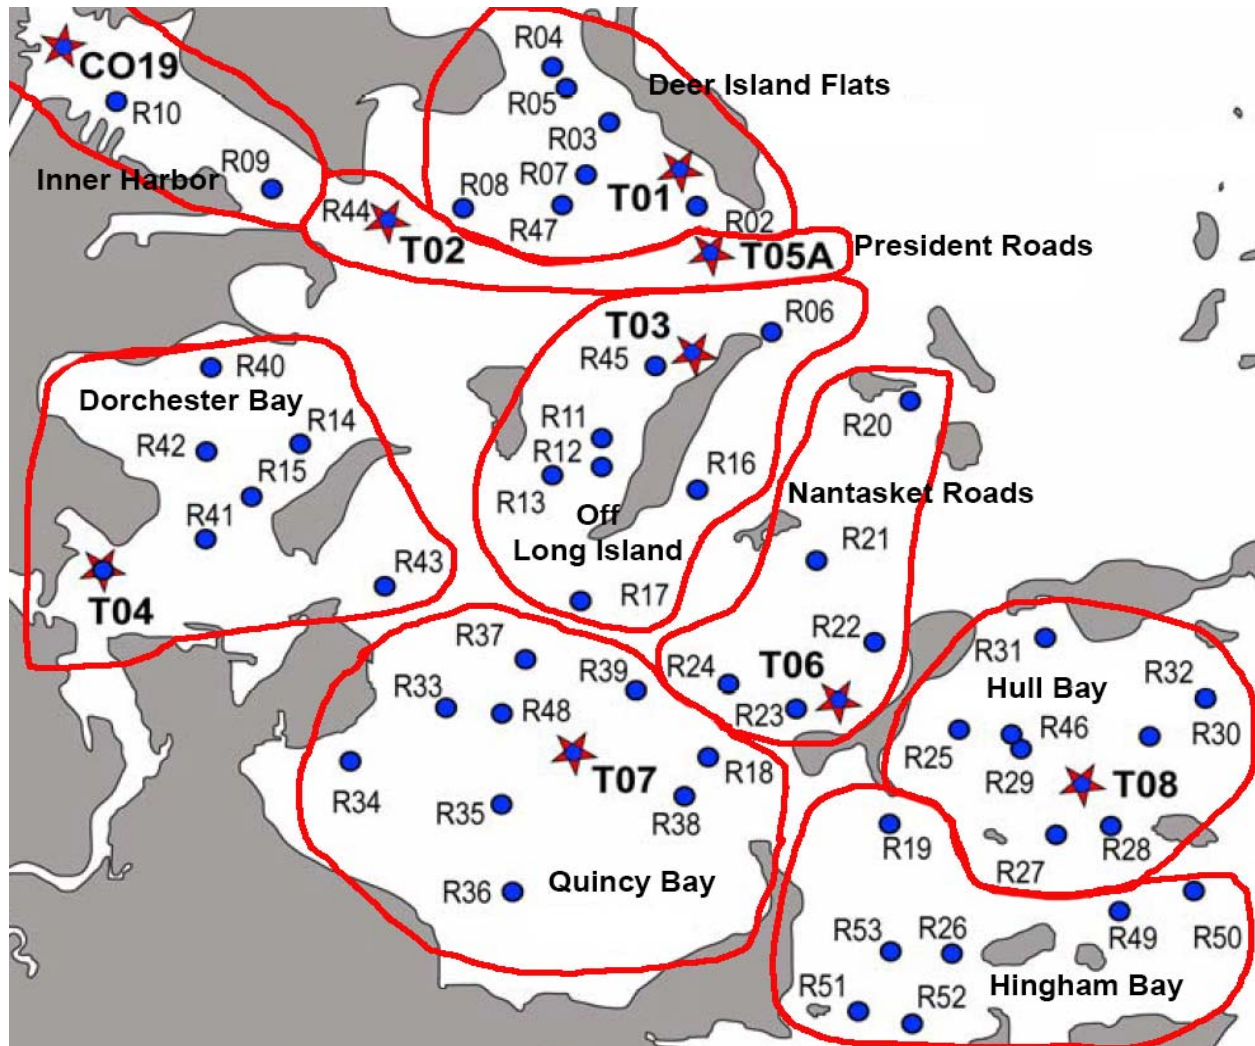 R04
CO19
Deer Island Flats
R05
R10
R03
R09
R07
Inner Harbor
R08
T01
R44
R47
R02
T02
T05A
President Roads
R06
T03
R45
R40
Dorchester Bay
R20
R14
R11
R42
R12
R16
R15
R13
Nantasket Roads
Off
R41
Long Island
R21
R43
R17
T04
R22
R37
R31
R24
T06
R39
R32
Hull Bay
R33
R48
R23
R46
R30
R25
R18
T07
R29
T08
R34
R35
R38
R19
R28
R27
R36
Quincy Bay
R49
R50
R53
R26
Hingham Bay
R51
R52